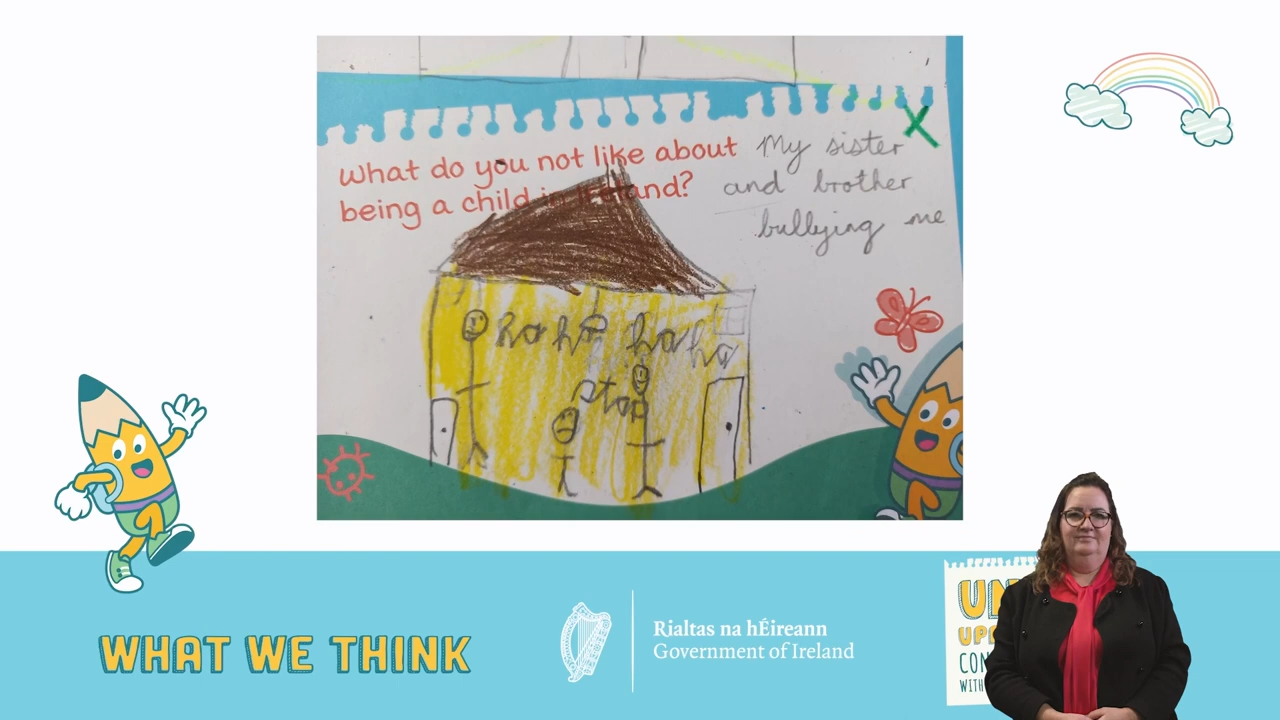 What do you not like about
being a child in Ireland?
My sister
and brother
bullying me
haha haha
stop
WHAT WE THINK
Rialtas na hÉireann
Government of Ireland